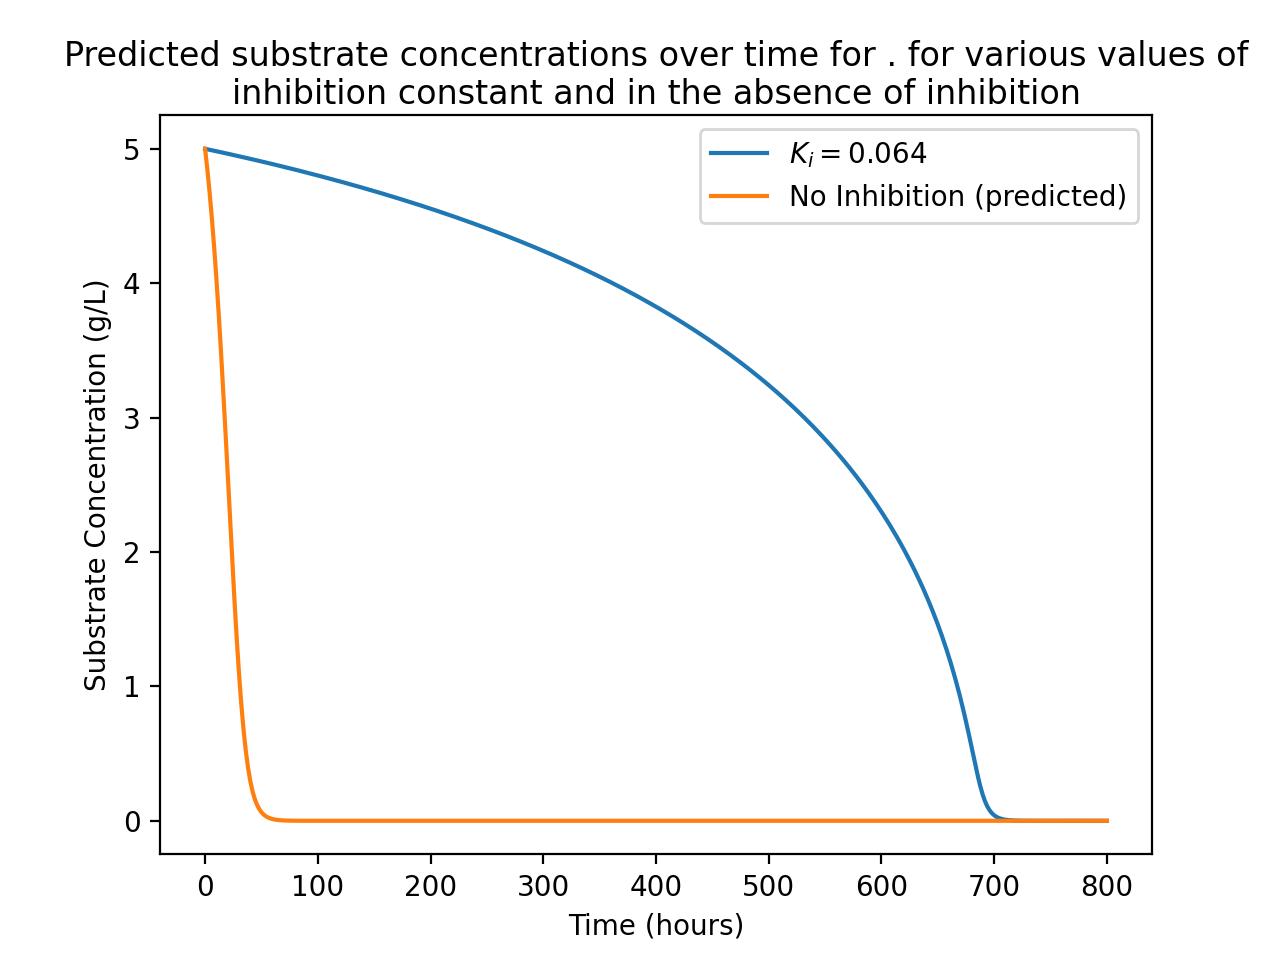 Predicted substrate concentrations over time for . for various values of
inhibition constant and in the absence of inhibition
K_i = 0.064
No Inhibition (predicted)
Substrate Concentration (g/L)
5
4
3
2
1
0
0 100 200 300 400 500 600 700 800
Time (hours)